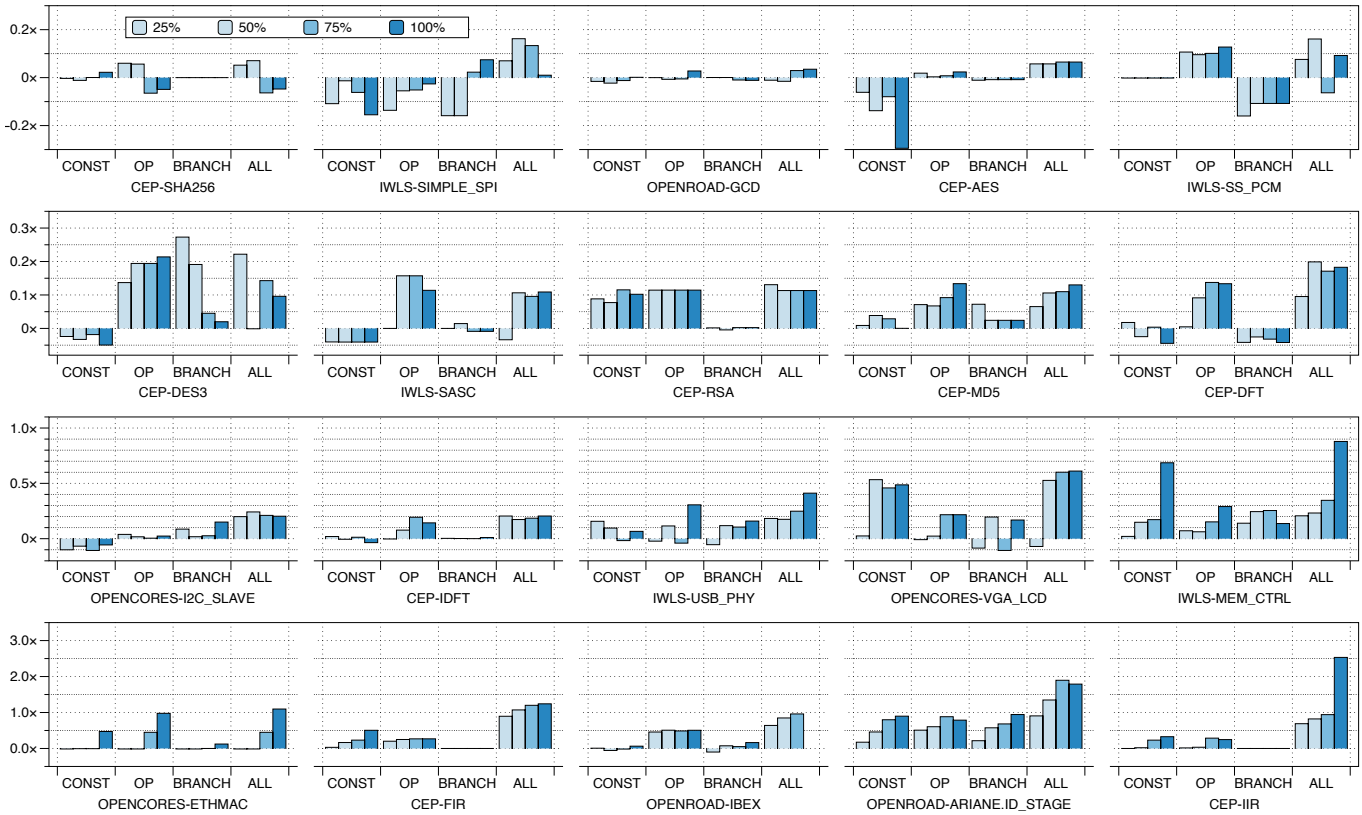 25% 50% 75% 100%
0.2×
0×
-0.2×
CONST OP BRANCH ALL CONST OP BRANCH ALL CONST OP BRANCH ALL CONST OP BRANCH ALL CONST OP BRANCH ALL
CEP-SHA256 IWLS-SIMPLE_SPI OPENROAD-GCD CEP-AES IWLS-SS_PCM
0.3×
0.2×
0.1×
0×
CONST OP BRANCH ALL CONST OP BRANCH ALL CONST OP BRANCH ALL CONST OP BRANCH ALL CONST OP BRANCH ALL
CEP-DES3 IWLS-SASC CEP-RSA CEP-MD5 CEP-DFT
1.0×
0.5×
0×
CONST OP BRANCH ALL CONST OP BRANCH ALL CONST OP BRANCH ALL CONST OP BRANCH ALL CONST OP BRANCH ALL
OPENCORES-I2C_SLAVE CEP-IDFT IWLS-USB_PHY OPENCORES-VGA_LCD IWLS-MEM_CTRL
3.0×
2.0×
1.0×
0.0×
CONST OP BRANCH ALL CONST OP BRANCH ALL CONST OP BRANCH ALL CONST OP BRANCH ALL CONST OP BRANCH ALL
OPENCORES-ETHMAC CEP-FIR OPENROAD-IBEX OPENROAD-ARIANE.ID_STAGE CEP-IIR